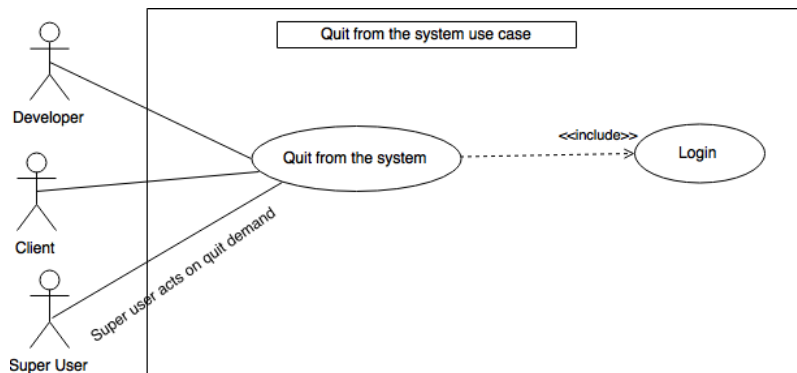 Quit from the system use case
Developer
<<include>>
Quit from the system
Login
Client
Super user acts on quit demand
Super User